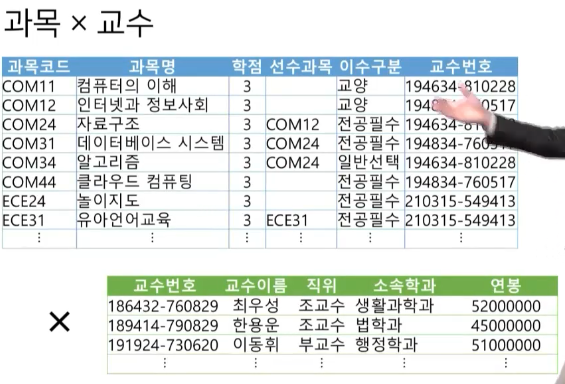 과목 × 교수
과목코드 과목명 학점 선수과목 이수구분 교수번호
COM11 컴퓨터의 이해 3 교양 194634-810228
COM12 인터넷과 정보사회 3 교양
COM24 자료구조 3 COM12 전공필수
COM31 데이터베이스 시스템 3 COM24 전공필수
COM34 알고리즘 3 COM24 일반선택 194634-810228
COM44 클라우드 컴퓨팅 3 전공필수 194834-760517
ECE24 놀이지도 3 전공필수 210315-549413
ECE31 유아언어교육 3 ECE31 전공필수 210315-549413
⋮ ⋮ ⋮ ⋮ ⋮ ⋮
×
교수번호 교수이름 직위 소속학과 연봉
186432-760829 최우성 조교수 생활과학과 52000000
189414-790829 한용운 조교수 법학과 45000000
191924-730620 이동휘 부교수 행정학과 51000000
⋮ ⋮ ⋮ ⋮ ⋮